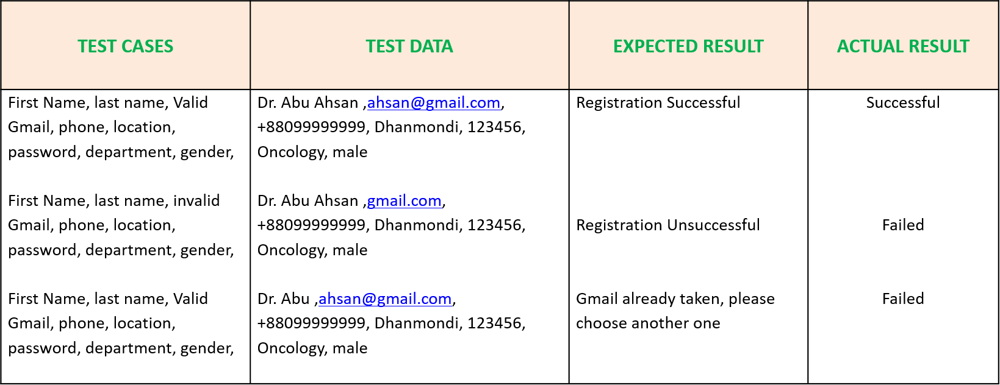 TEST CASES
TEST DATA
EXPECTED RESULT
ACTUAL RESULT
First Name, last name, Valid
Gmail, phone, location,
password, department, gender,
Dr. Abu Ahsan ,ahsan@gmail.com,
+88099999999, Dhanmondi, 123456,
Oncology, male
Registration Successful
Successful
First Name, last name, invalid
Gmail, phone, location,
password, department, gender,
Dr. Abu Ahsan ,gmail.com,
+88099999999, Dhanmondi, 123456,
Oncology, male
Registration Unsuccessful
Failed
First Name, last name, Valid
Gmail, phone, location,
password, department, gender,
Dr. Abu ,ahsan@gmail.com,
+88099999999, Dhanmondi, 123456,
Oncology, male
Gmail already taken, please
choose another one
Failed